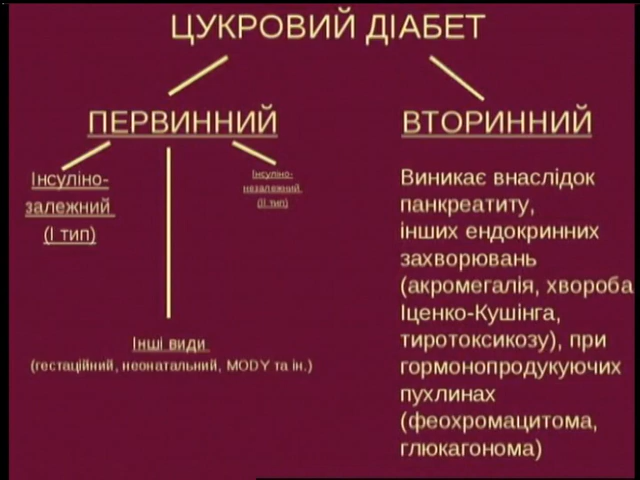 ЦУКРОВИЙ ДІАБЕТ
ПЕРВИННИЙ
ВТОРИННИЙ
Інсуліно-
залежний
(І тип)
Інсуліно-
незалежний
(ІІ тип)
Інші види
(гестаційний, неонатальний, MODY та ін.)
Виникає внаслідок
панкреатиту,
інших ендокринних
захворювань
(акромегалія, хвороба
Іценко-Кушінга,
тиротоксикозу), при
гормонопродукуючих
пухлинах
(феохромацитома,
глюкагонома)